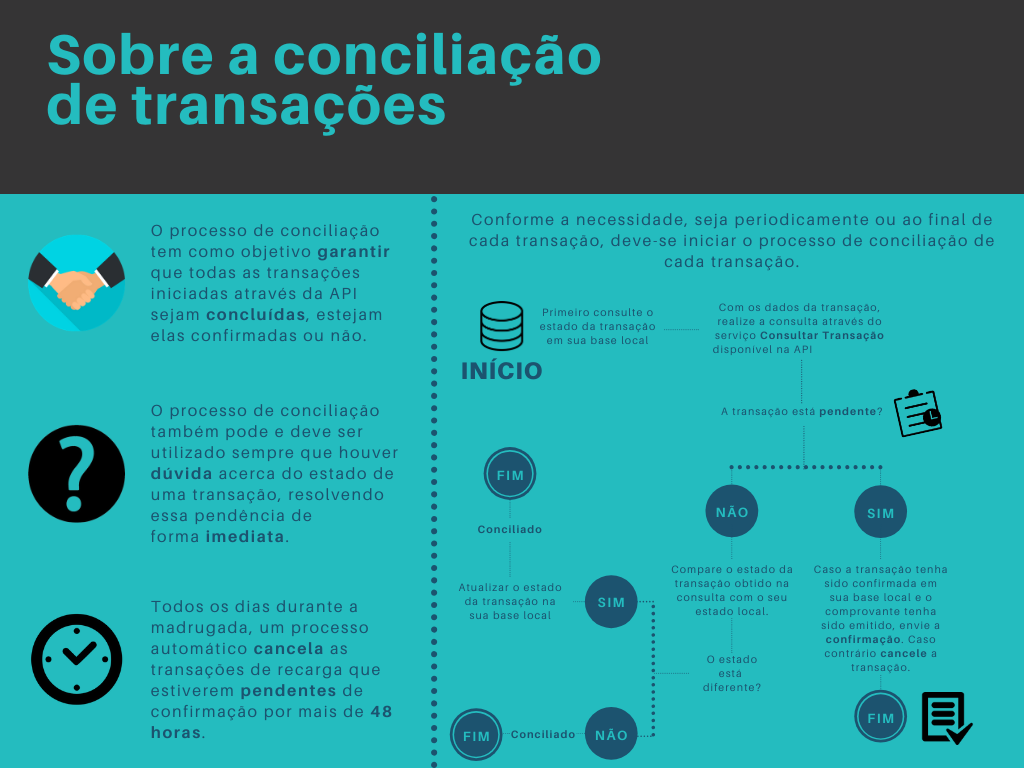 Sobre a conciliação
de transações
O processo de conciliação
tem como objetivo garantir
que todas as transações
iniciadas através da API
sejam concluídas, estejam
elas confirmadas ou não.
O processo de conciliação
também pode e deve ser
utilizado sempre que houver
dúvida acerca do estado de
uma transação, resolvendo
essa pendência de
forma imediata.
Todos os dias durante a
madrugada, um processo
automático cancela as
transações de recarga que
estiverem pendentes de
confirmação por mais de 48
horas.
Conforme a necessidade, seja periodicamente ou ao final de
cada transação, deve-se iniciar o processo de conciliação de
cada transação.
Primeiro consulte o
estado da transação
em sua base local
INÍCIO
Com os dados da transação,
realize a consulta através do
serviço Consultar Transação
disponível na API
A transação está pendente?
NÃO
SIM
Compare o estado da
transação obtido na
consulta com o seu
estado local.
Caso a transação tenha
sido confirmada em
sua base local e o
comprovante tenha
sido emitido, envie a
confirmação. Caso
contrário cancele a
transação.
FIM
O estado
está
diferente?
SIM
Atualizar o estado
da transação na
sua base local
Conciliado
FIM
NÃO
Conciliado
FIM